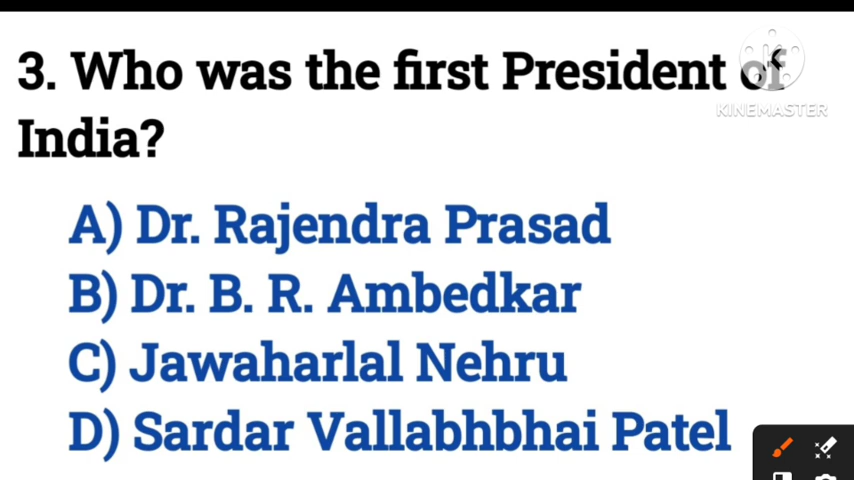 3. Who was the first President of
India?
A) Dr. Rajendra Prasad
B) Dr. B. R. Ambedkar
C) Jawaharlal Nehru
D) Sardar Vallabhbhai Patel
KINEMASTER